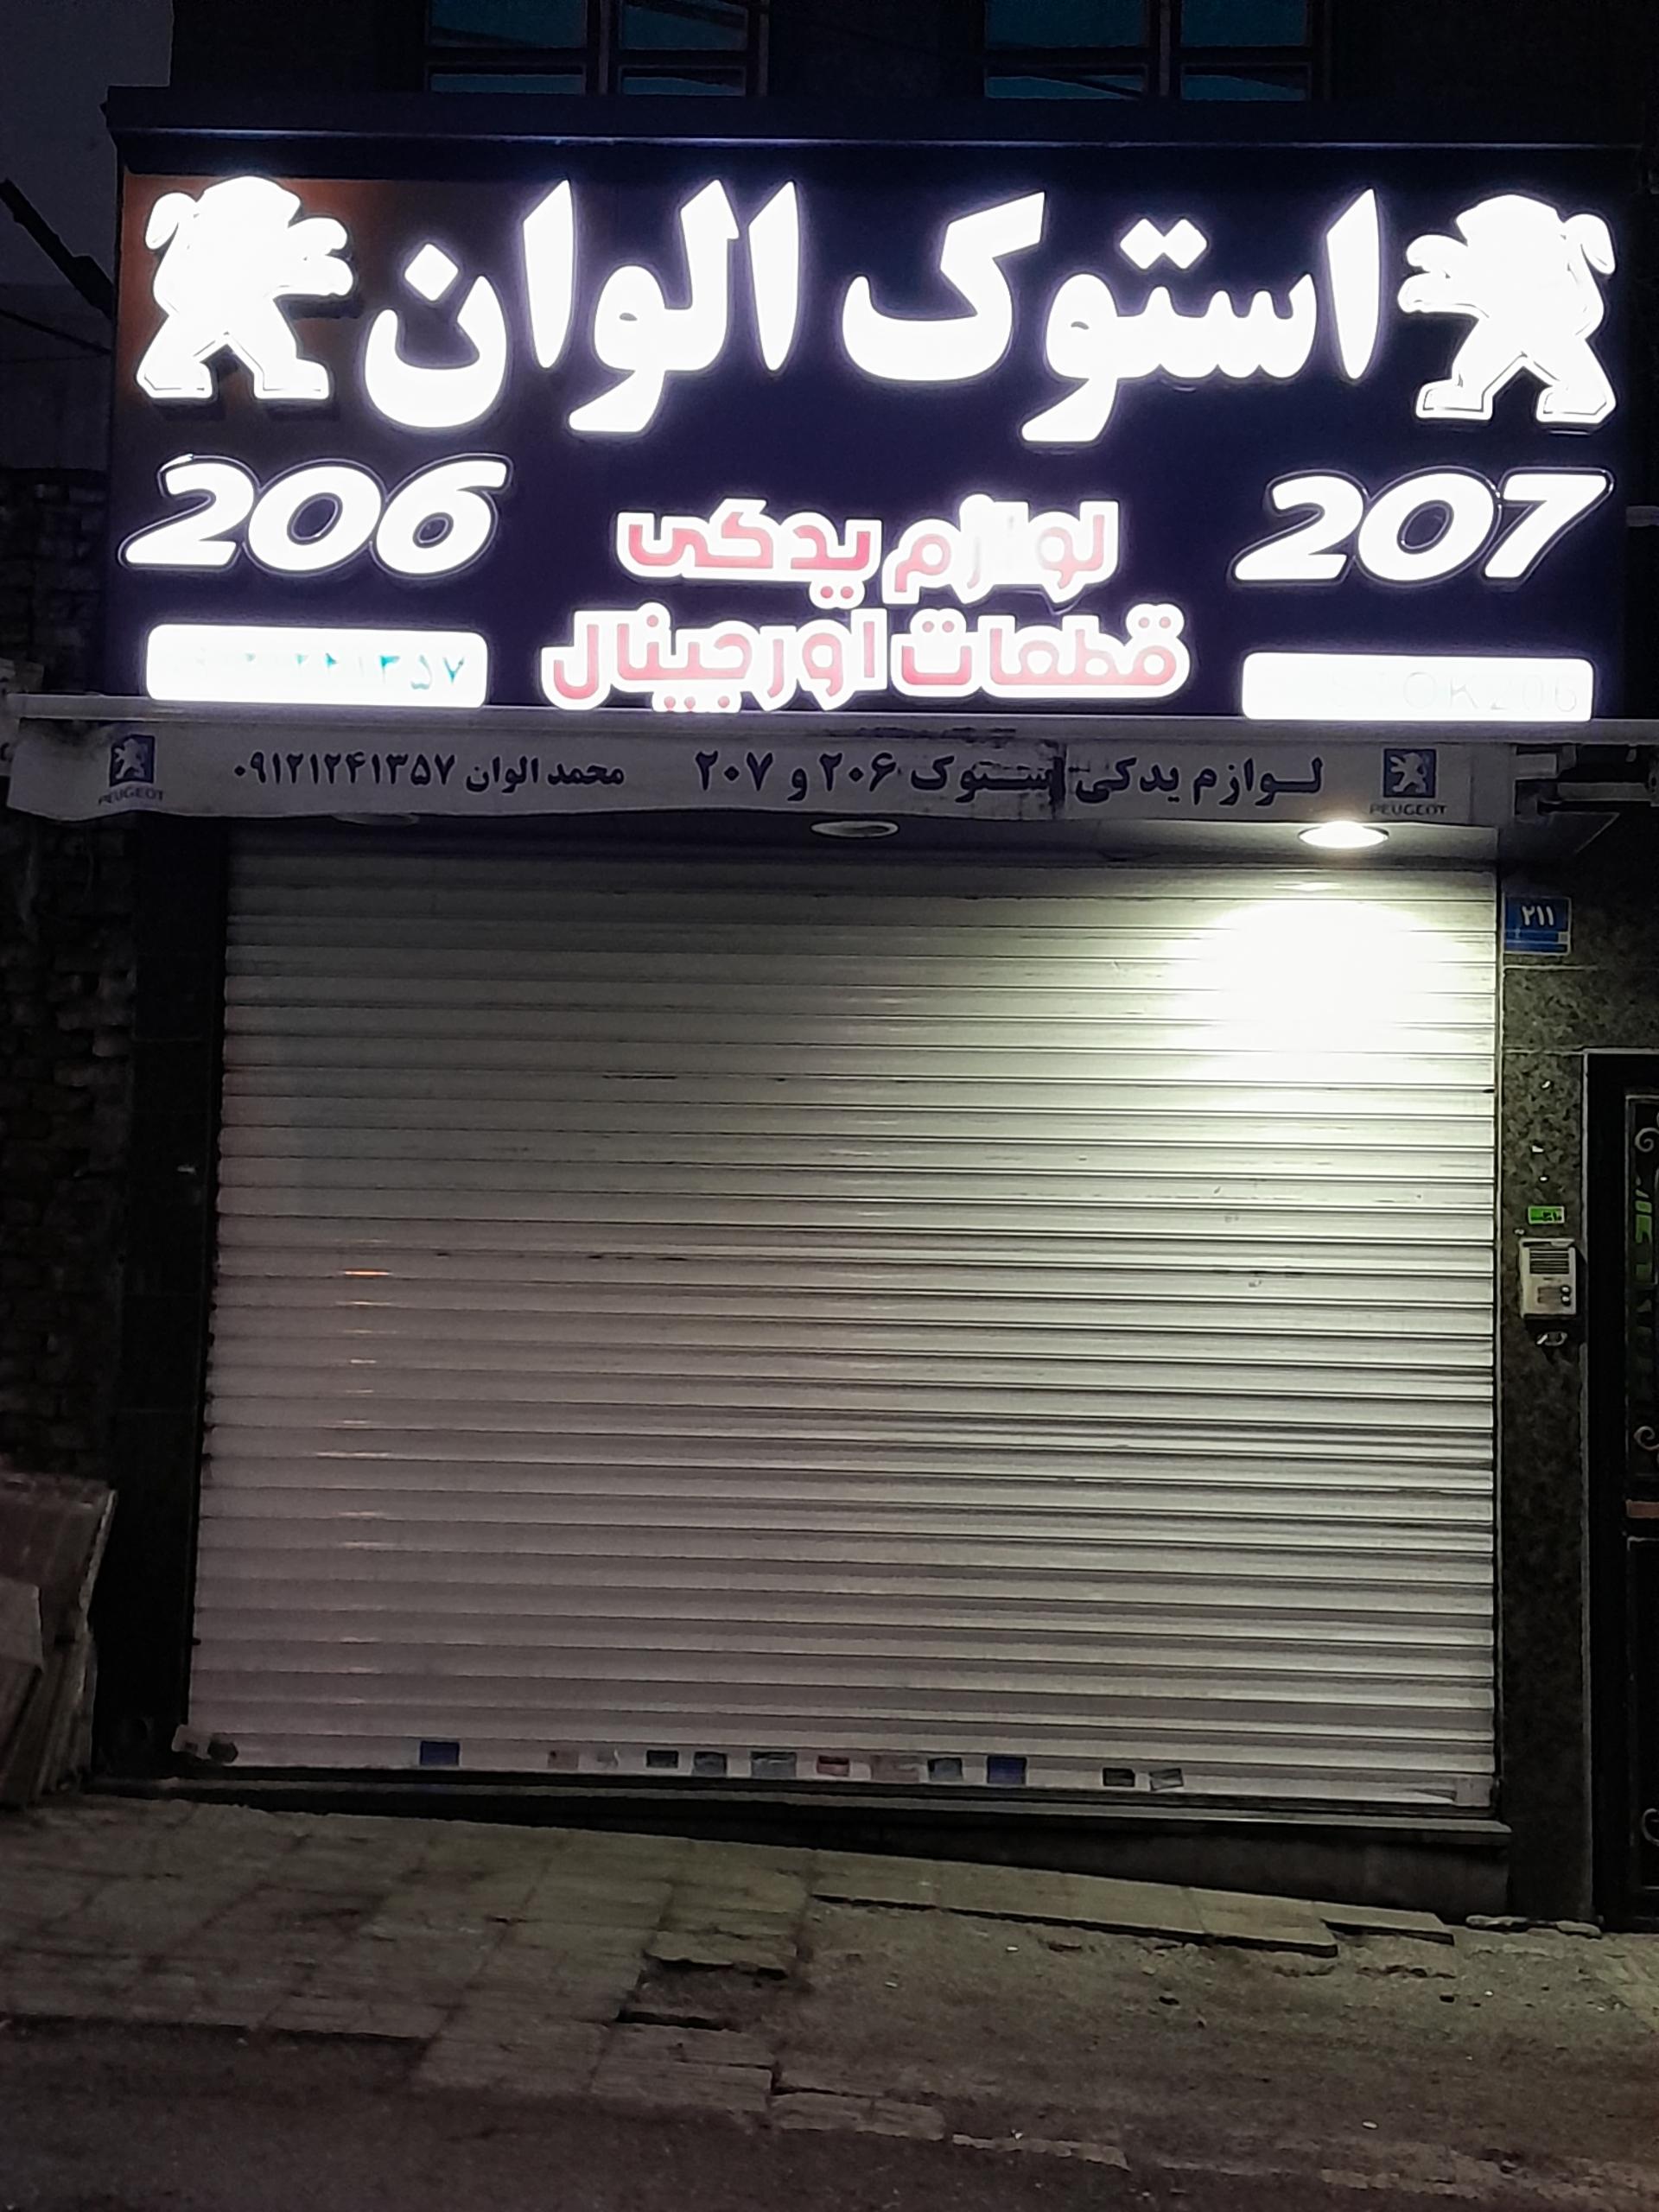 استوک الوان
206
207
لوازم یدکی
قطعات اورجینال
لوازم یدکی استوک ۲۰۶ و ۲۰۷ محمد الوان ۰۹۱۲۱۲۴۱۳۵۷
PEUGEOT
PEUGEOT
۲۱۱